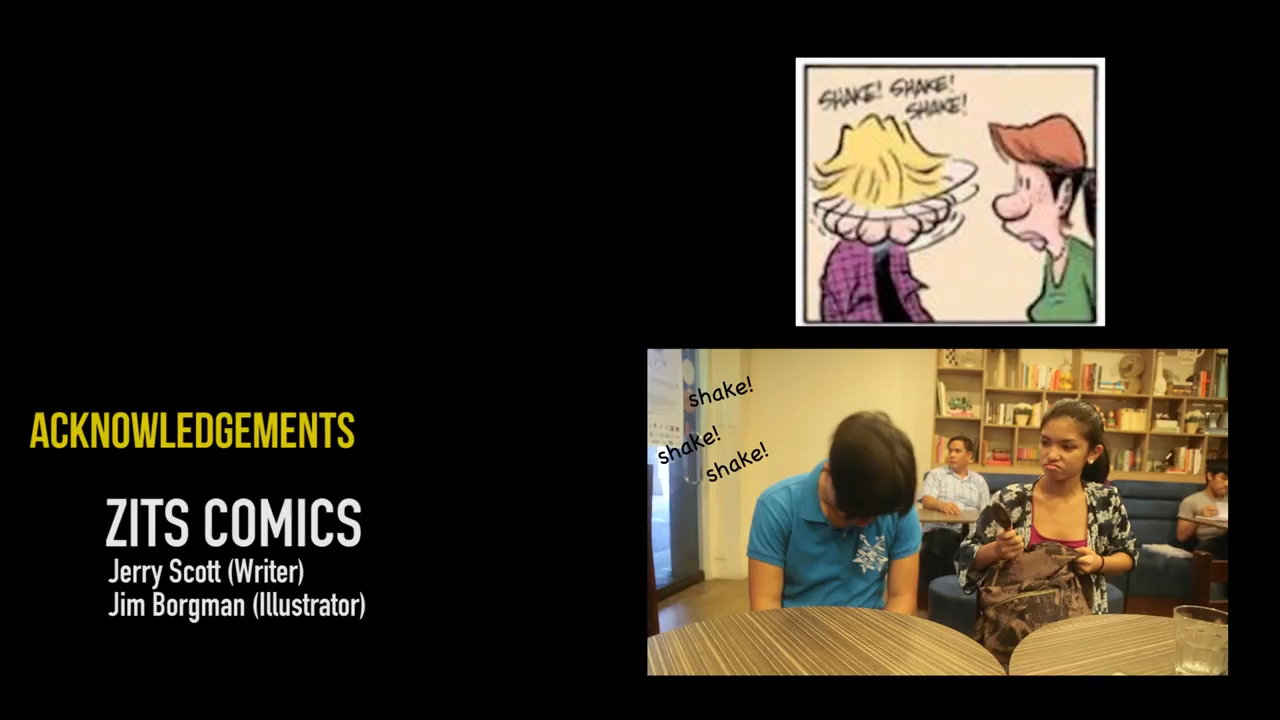 SHAKE! SHAKE!
SHAKE!
shake!
shake!
shake!
ACKNOWLEDGEMENTS
ZITS COMICS
Jerry Scott (Writer)
Jim Borgman (Illustrator)